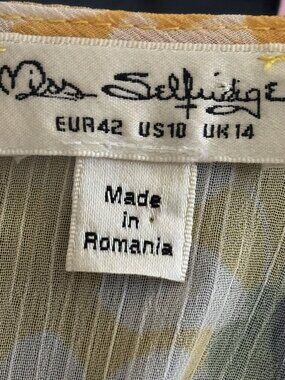 Miss Selfridge
EUR42 US10 UK14
Made
in
Romania